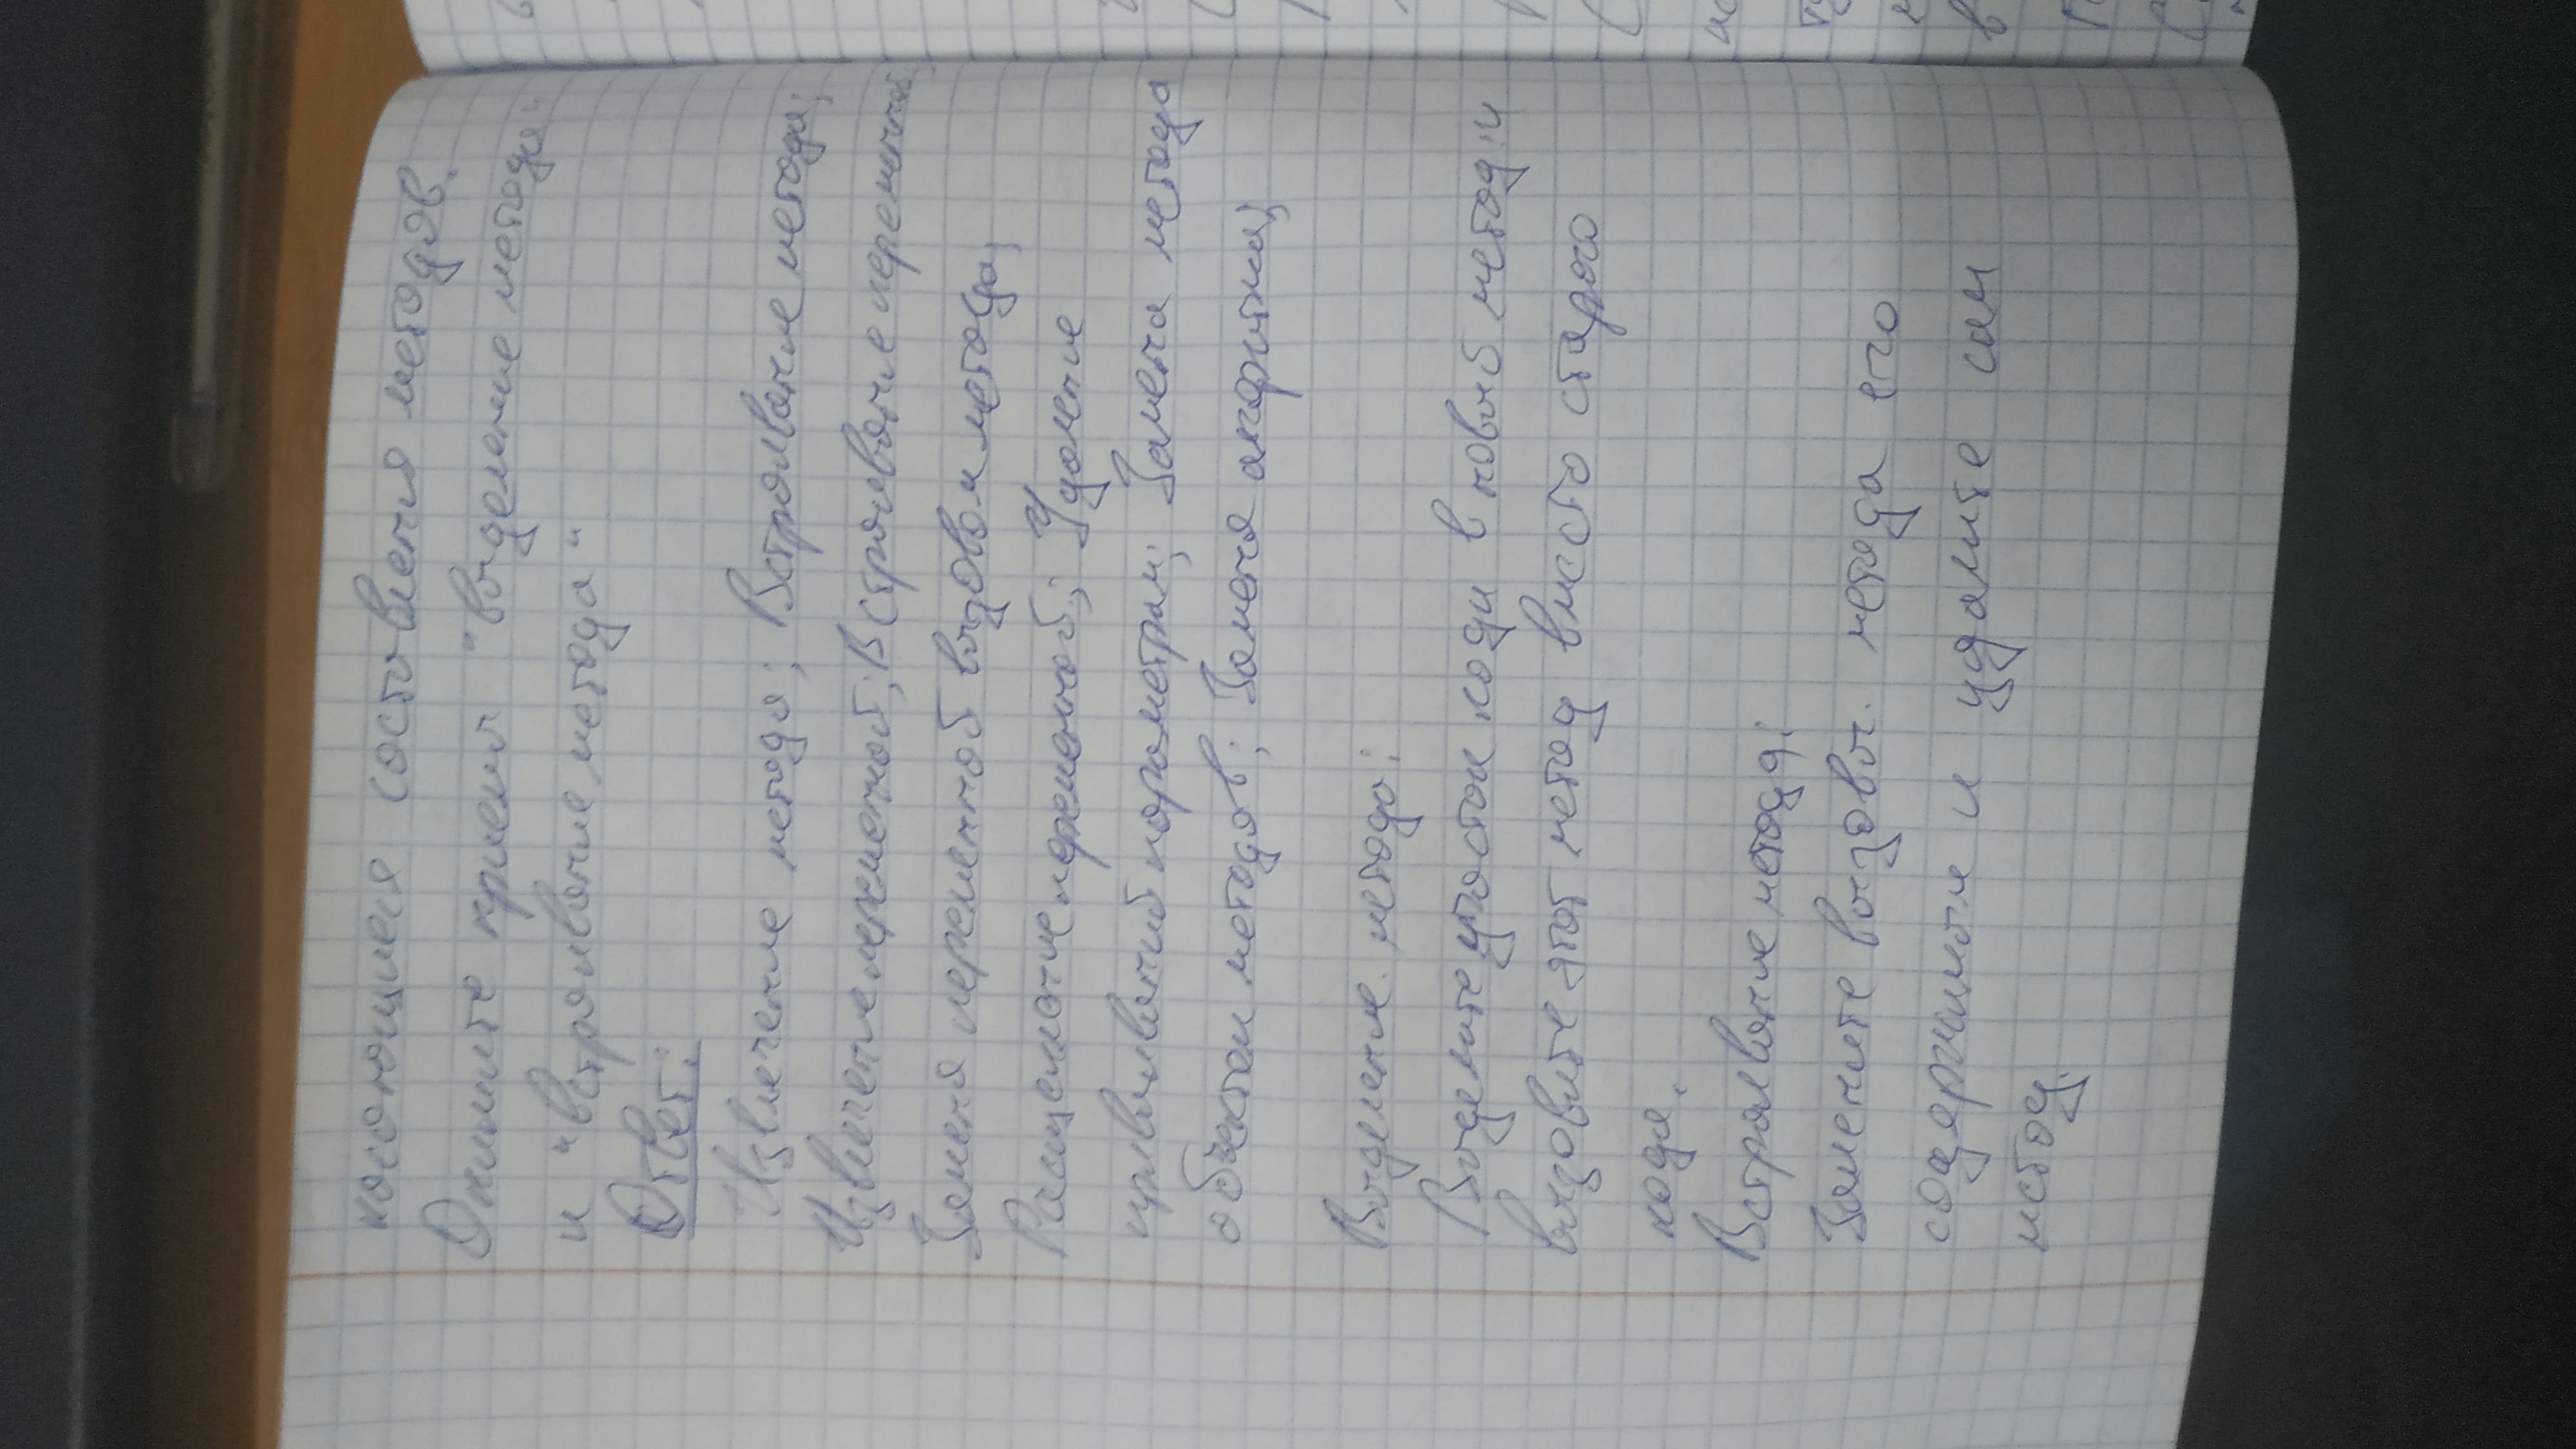 касающиеся составления методов.
Опишите приемы "выделение метода"
и "встраивание метода"
Ответ:
Извлечение метода; Встраивание метода;
Извлечение переменной; Встраивание переменной;
Замена переменной вызовом метода;
Расщепление переменной; Удаление
присваиваний параметрам; Замена метода
объектом методов; Замена алгоритма;
Выделение метода:
Выделите участок кода в новый метод и
вызовите этот метод вместо старого
кода.
Встраивание метода:
Замените вызовы метода его
содержимым и удалите сам
метод.